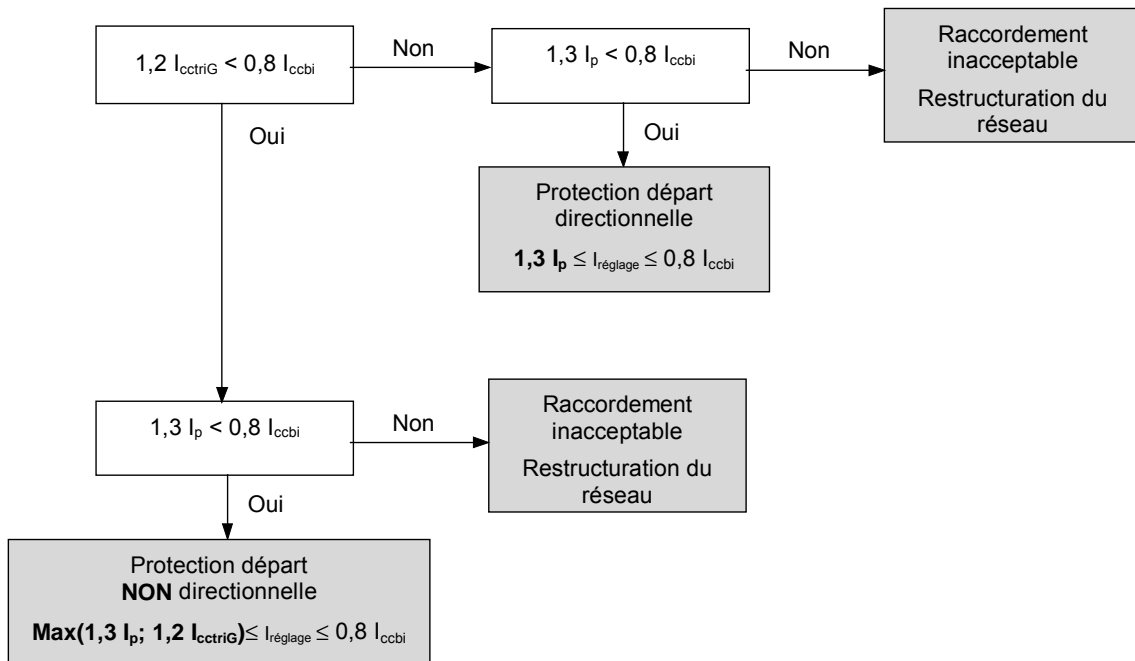 1,2 IcctriG < 0,8 Iccbi
Non
1,3 Ip < 0,8 Iccbi
Non
Raccordement
inacceptable
Restructuration du
réseau
Oui
Oui
Protection départ
directionnelle
1,3 Ip ≤ Iréglage ≤ 0,8 Iccbi
1,3 Ip < 0,8 Iccbi
Non
Raccordement
inacceptable
Restructuration du
réseau
Oui
Protection départ
NON directionnelle
Max(1,3 Ip; 1,2 IcctriG)≤ Iréglage ≤ 0,8 Iccbi